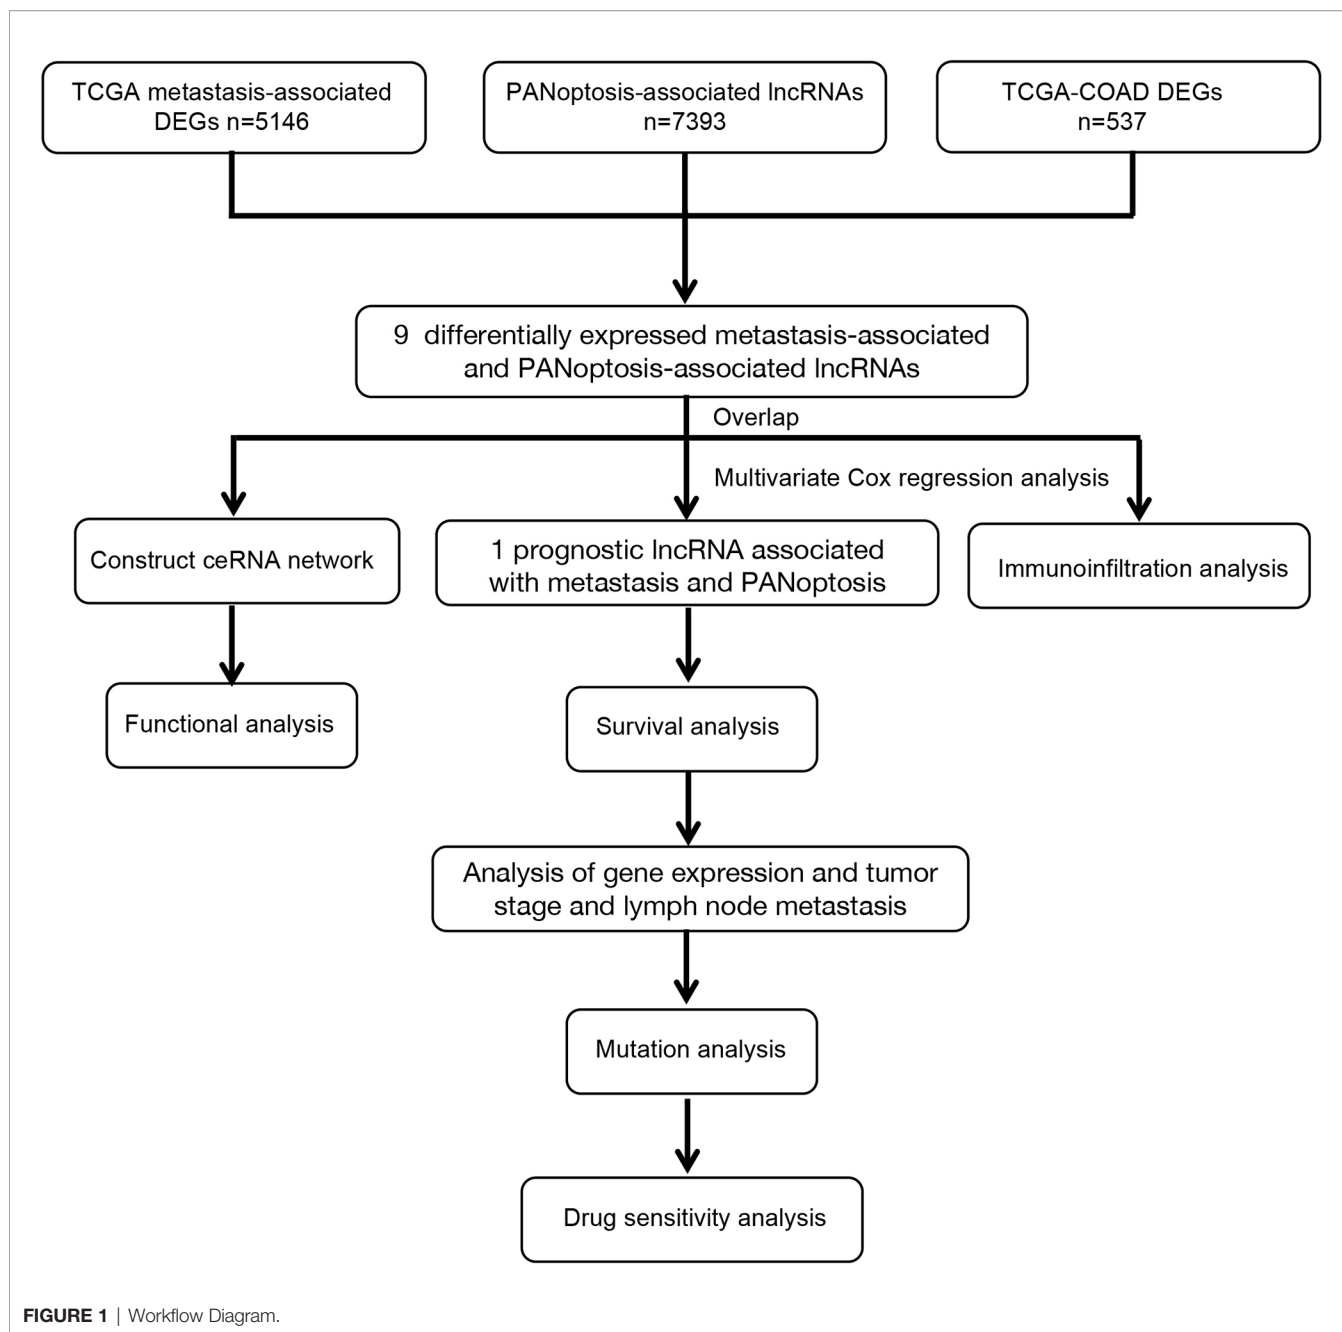 TCGA metastasis-associated
DEGs n=5146
PANoptosis-associated lncRNAs
n=7393
TCGA-COAD DEGs
n=537
9 differentially expressed metastasis-associated
and PANoptosis-associated lncRNAs
Overlap
Multivariate Cox regression analysis
Construct ceRNA network
1 prognostic lncRNA associated
with metastasis and PANoptosis
Immunoinfiltration analysis
Functional analysis
Survival analysis
Analysis of gene expression and tumor
stage and lymph node metastasis
Mutation analysis
Drug sensitivity analysis
FIGURE 1 | Workflow Diagram.